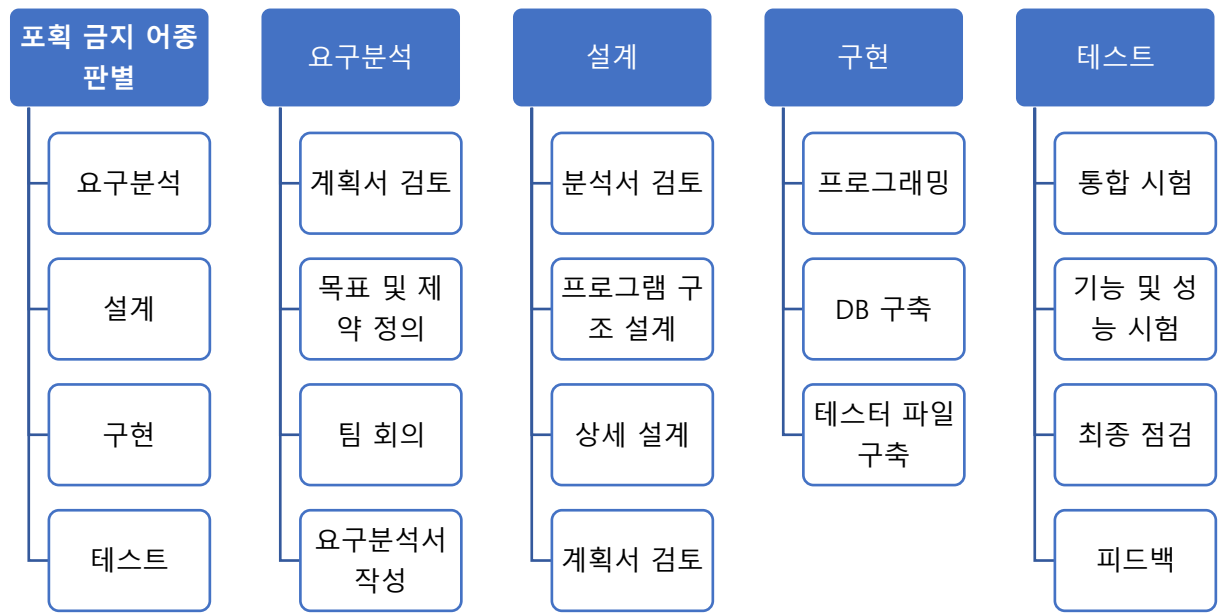 포획 금지 어종
판별
요구분석
설계
구현
테스트
요구분석
계획서 검토
목표 및 제
약 정의
팀 회의
요구분석서
작성
설계
분석서 검토
프로그램 구
조 설계
상세 설계
계획서 검토
구현
프로그래밍
DB 구축
테스터 파일
구축
테스트
통합 시험
기능 및 성
능 시험
최종 점검
피드백